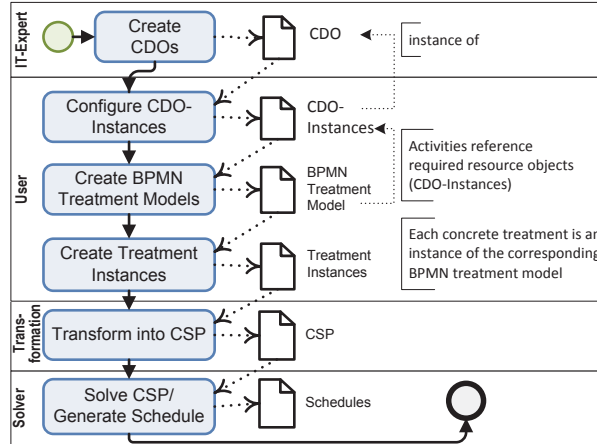 IT-Expert
Create
CDOs
CDO
instance of
User
Configure CDO-
Instances
CDO-
Instances
Activities reference
required resource objects
(CDO-Instances)
Create BPMN
Treatment Models
BPMN
Treatment
Model
Each concrete treatment is an
instance of the corresponding
BPMN treatment model
Create Treatment
Instances
Treatment
Instances
Trans-
formation
Transform into CSP
CSP
Solver
Solve CSP/
Generate Schedule
Schedules